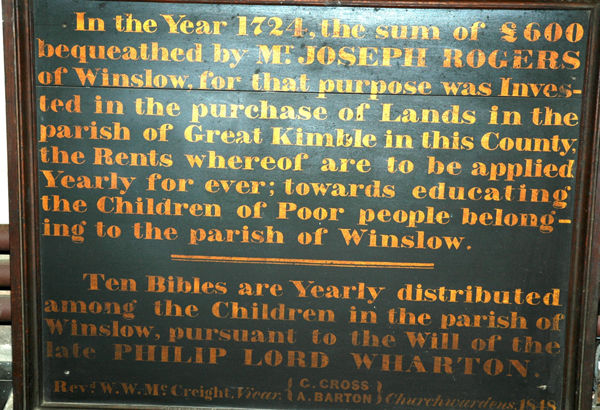 In the Year 1724, the sum of £600
bequeathed by Mr. JOSEPH ROGERS
of Winslow, for that purpose was Inves-
ted in the purchase of Lands in the
parish of Great Kimble in this County,
the Rents whereof are to be applied
Yearly for ever; towards educating
the Children of Poor people belong-
ing to the parish of Winslow.
Ten Bibles are Yearly distributed
among the Children in the parish of
Winslow, pursuant to the Will of the
late PHILIP LORD WHARTON.
Revd. W. W. Mc. Creight, Vicar. { G. CROSS
A. BARTON } Churchwardens, 1848